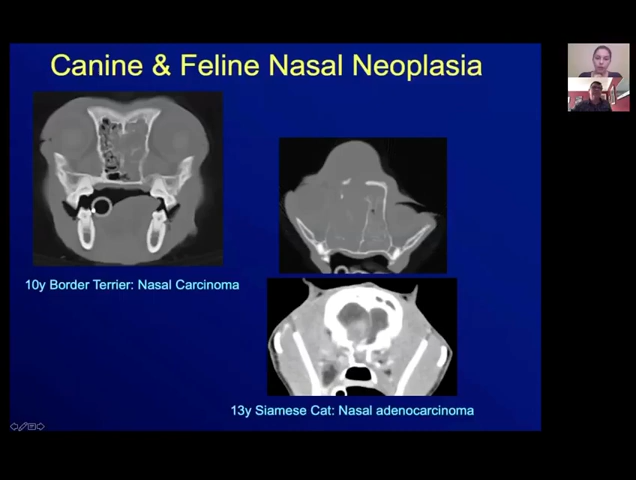 Canine & Feline Nasal Neoplasia
10y Border Terrier: Nasal Carcinoma
13y Siamese Cat: Nasal adenocarcinoma